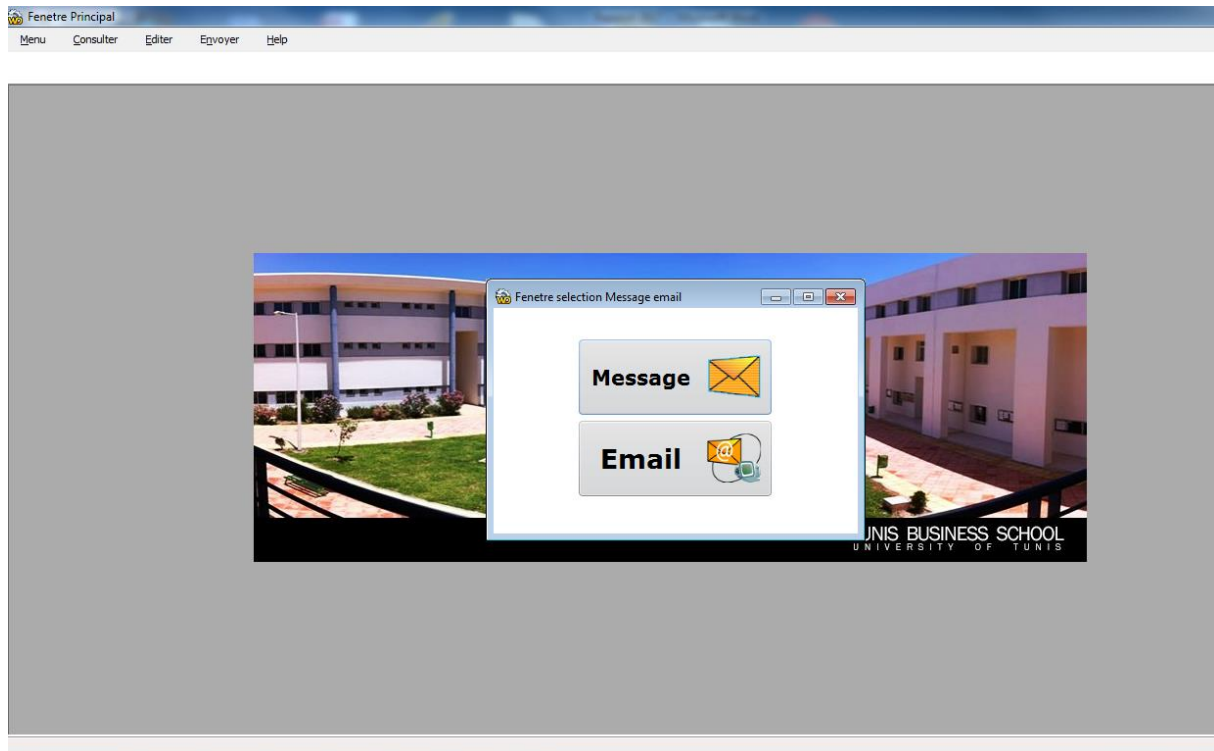 Fenetre Principal
Menu Consulter Editer Envoyer Help
Fenetre selection Message email
Message
Email
UNIS BUSINESS SCHOOL
UNIVERSITY OF TUNIS